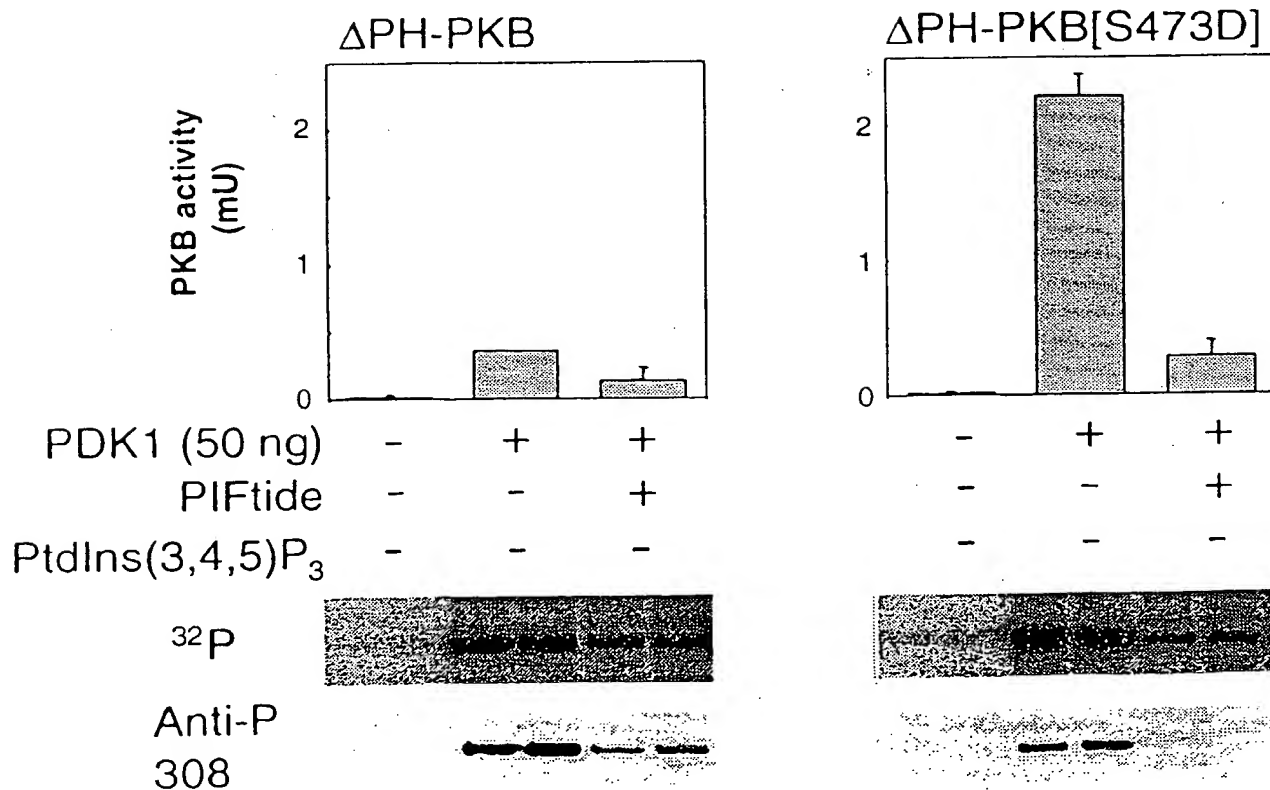 ΔPH-PKB
ΔPH-PKB[S473D]
PKB activity
(mU)
2
1
0
2
1
0
PDK1 (50 ng) - + + - + +
PIFtide - - + - - +
PtdIns(3,4,5)P₃ - - - - - -
³²P
Anti-P
308